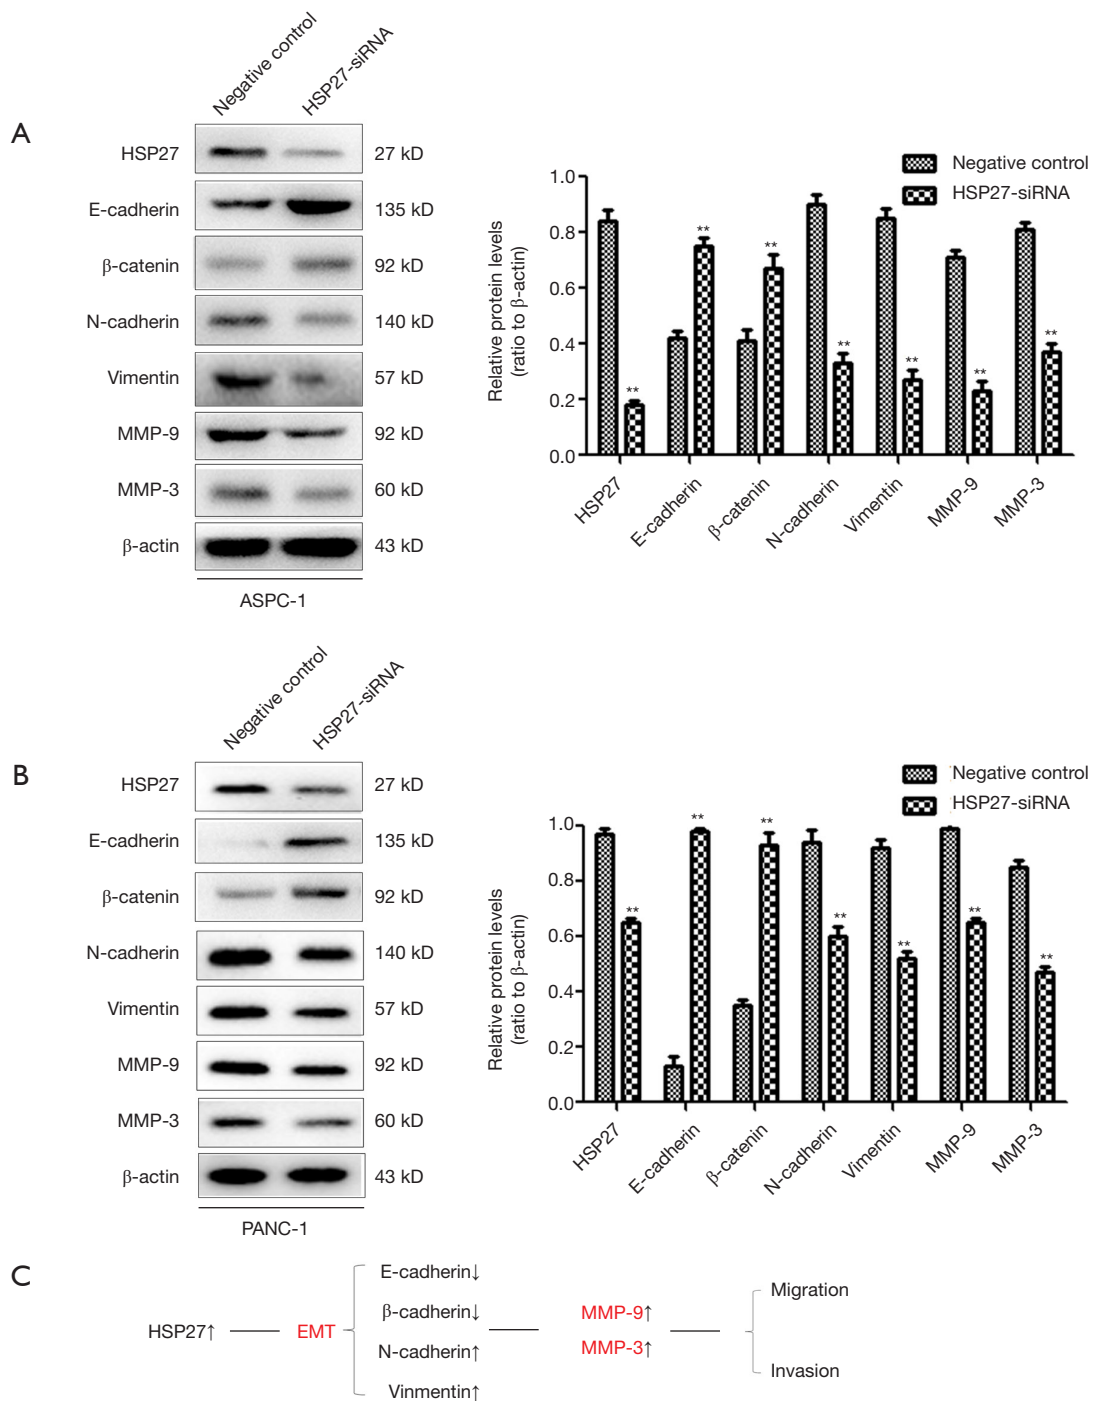 A
Negative control
HSP27-siRNA
HSP27 27 kD
E-cadherin 135 kD
β-catenin 92 kD
N-cadherin 140 kD
Vimentin 57 kD
MMP-9 92 kD
MMP-3 60 kD
β-actin 43 kD
ASPC-1
Negative control
HSP27-siRNA
Relative protein levels
(ratio to β-actin)
1.0
0.8
0.6
0.4
0.2
0.0
** ** ** ** ** ** **
HSP27 E-cadherin β-catenin N-cadherin Vimentin MMP-9 MMP-3
B
Negative control
HSP27-siRNA
HSP27 27 kD
E-cadherin 135 kD
β-catenin 92 kD
N-cadherin 140 kD
Vimentin 57 kD
MMP-9 92 kD
MMP-3 60 kD
β-actin 43 kD
PANC-1
Negative control
HSP27-siRNA
Relative protein levels
(ratio to β-actin)
1.0
0.8
0.6
0.4
0.2
0.0
** ** ** ** ** ** **
HSP27 E-cadherin β-catenin N-cadherin Vimentin MMP-9 MMP-3
C
HSP27↑
EMT
E-cadherin↓
β-cadherin↓
N-cadherin↑
Vinmentin↑
MMP-9↑
MMP-3↑
Migration
Invasion